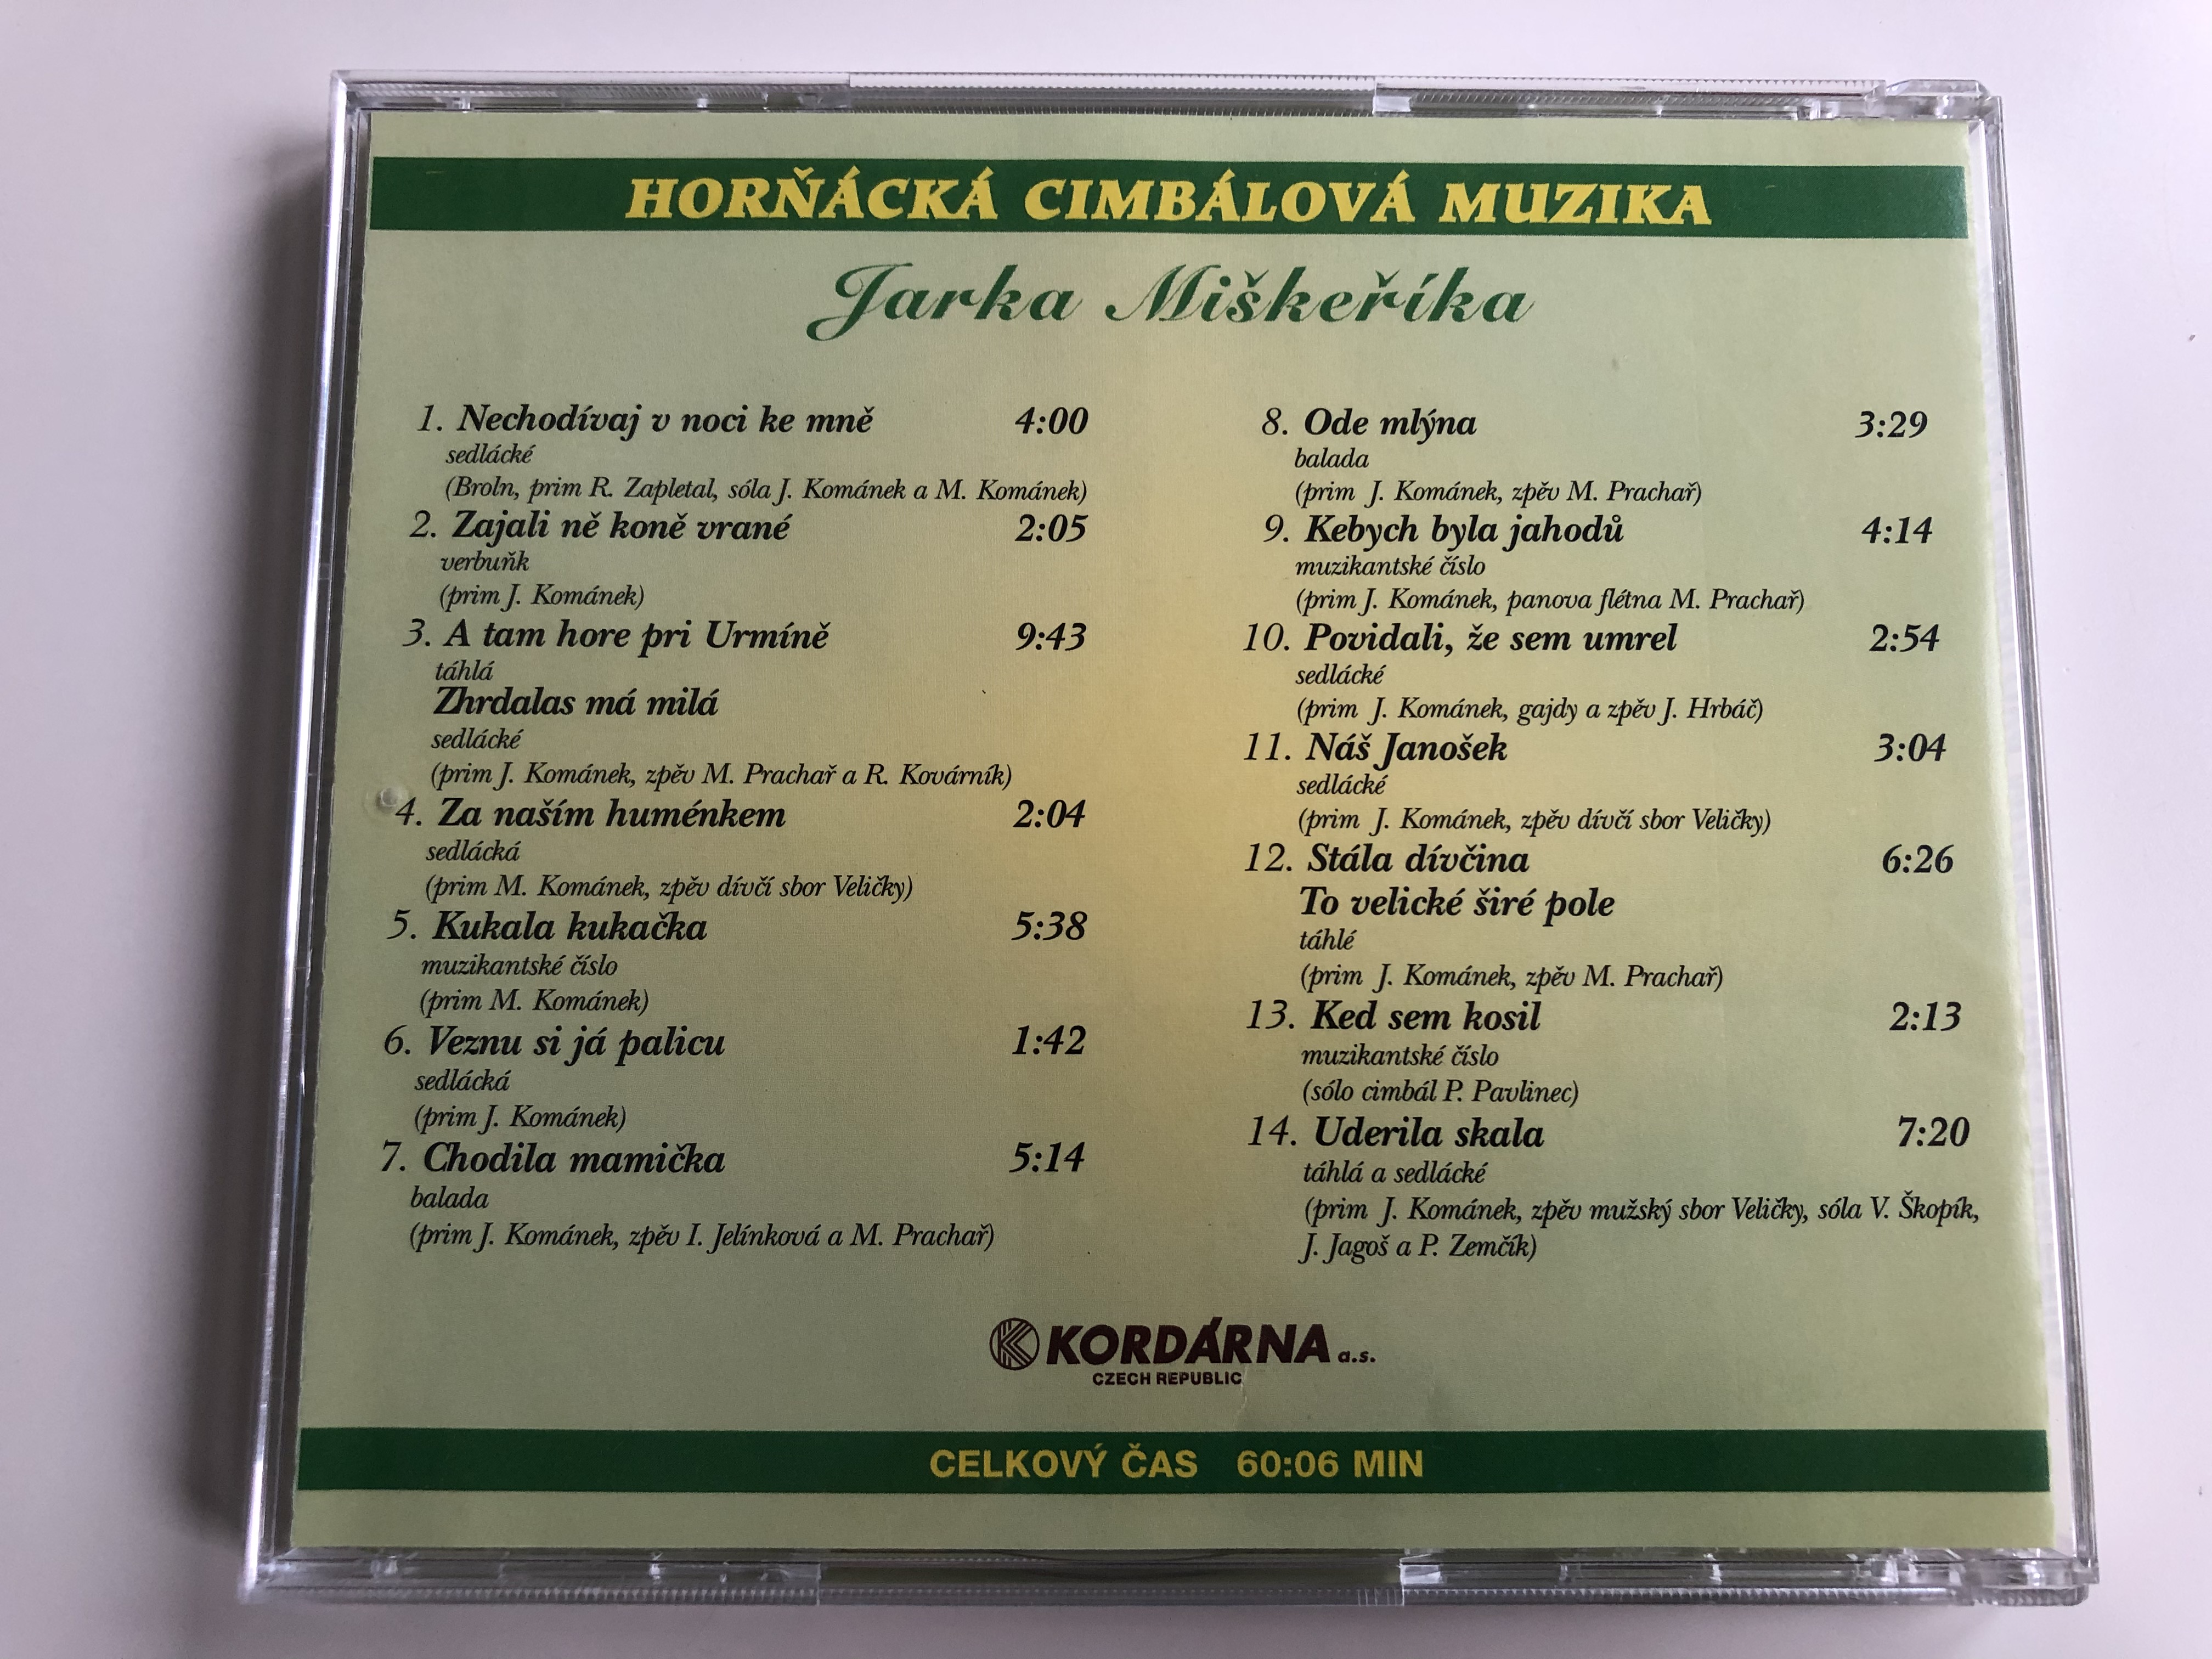 HORŇÁCKÁ CIMBÁLOVÁ MUZIKA
Jarka Miškeříka
1. Nechodívaj v noci ke mně 4:00
sedlácké
(Broln, prim R. Zapletal, sóla J. Kománek a M. Kománek)
2. Zajali ně koně vrané 2:05
verbuňk
(prim J. Kománek)
3. A tam hore pri Urmíně 9:43
táhlá
Zhrdalas má milá
sedlácké
(prim J. Kománek, zpěv M. Prachař a R. Kovárník)
4. Za naším huménkem 2:04
sedlácká
(prim M. Kománek, zpěv dívčí sbor Veličky)
5. Kukala kukačka 5:38
muzikantské číslo
(prim M. Kománek)
6. Veznu si já palicu 1:42
sedlácká
(prim J. Kománek)
7. Chodila mamička 5:14
balada
(prim J. Kománek, zpěv I. Jelínková a M. Prachař)
8. Ode mlýna 3:29
balada
(prim J. Kománek, zpěv M. Prachař)
9. Kebych byla jahodů 4:14
muzikantské číslo
(prim J. Kománek, panova flétna M. Prachař)
10. Povidali, že sem umrel 2:54
sedlácké
(prim J. Kománek, gajdy a zpěv J. Hrbáč)
11. Náš Janošek 3:04
sedlácké
(prim J. Kománek, zpěv dívčí sbor Veličky)
12. Stála dívčina 6:26
To velické širé pole
táhlé
(prim J. Kománek, zpěv M. Prachař)
13. Ked sem kosil 2:13
muzikantské číslo
(sólo cimbál P. Pavlinec)
14. Uderila skala 7:20
táhlá a sedlácké
(prim J. Kománek, zpěv mužský sbor Veličky, sóla V. Škopík,
J. Jagoš a P. Zemčík)
KORDÁRNA a.s.
CZECH REPUBLIC
CELKOVÝ ČAS 60:06 MIN